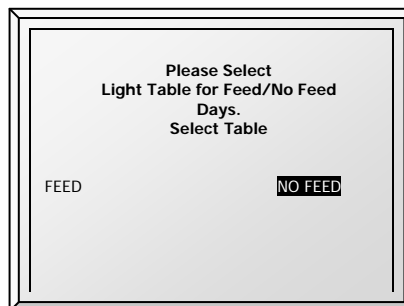 Please Select
Light Table for Feed/No Feed
Days.
Select Table
FEED NO FEED